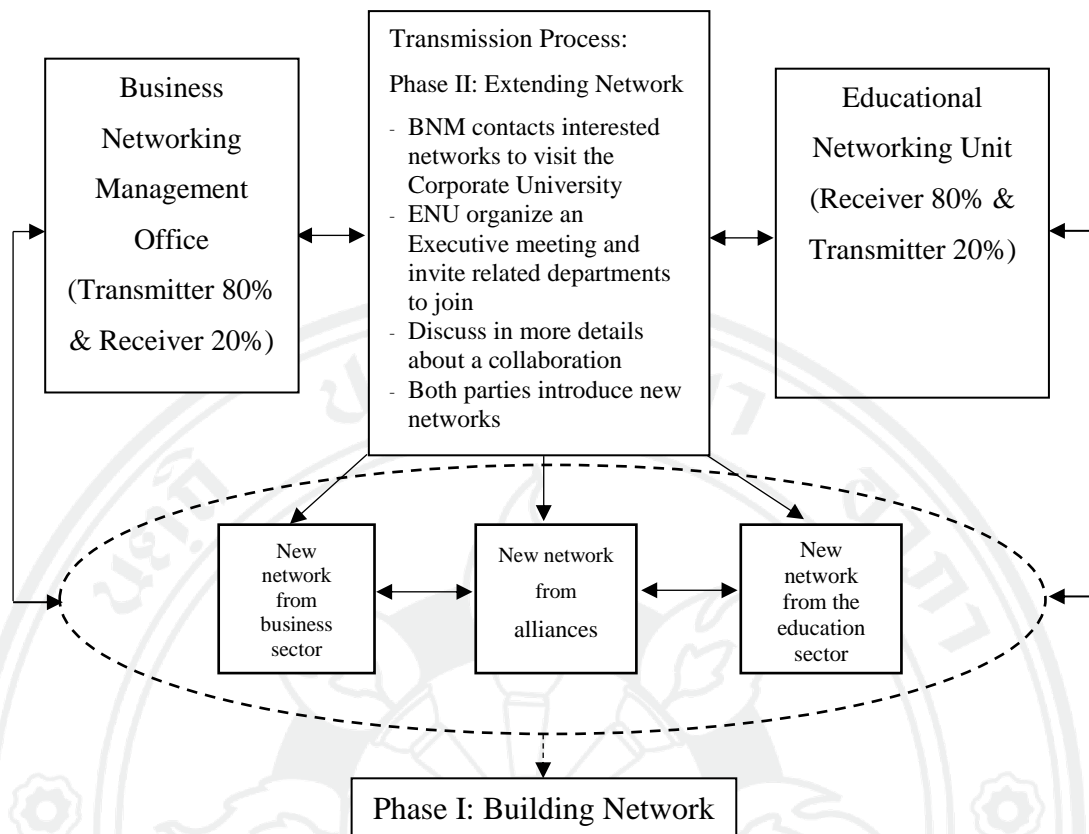 Business
Networking
Management
Office
(Transmitter 80%
& Receiver 20%)
Transmission Process:
Phase II: Extending Network
- BNM contacts interested
networks to visit the
Corporate University
- ENU organize an
Executive meeting and
invite related departments
to join
- Discuss in more details
about a collaboration
- Both parties introduce new
networks
Educational
Networking Unit
(Receiver 80% &
Transmitter 20%)
New
network
from
business
sector
New network
from
alliances
New
network
from the
education
sector
Phase I: Building Network